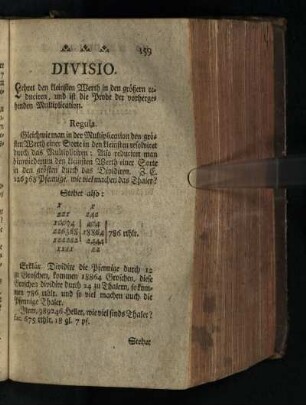 159
DIVISIO.
Lehret den kleinsten Werth in den größern re-
duciren, und ist die Probe der vorherge-
henden Multiplication.
Regula.
Gleichwie man in der Multiplication den grös-
sten Werth einer Sorte in den kleinsten
durch das Multipliciren: Also reduciret man
hinwiederum den kleinsten Werth einer Sorte
in den grösten durch das Dividiren. Z. E.
226368 Pfennige, wie viel machen das Thaler?
Stehet also:
226368 | 18864 | 786 rthlr.
Erklär. Dividire die Pfennige durch 12
zu Groschen, kommen 18864 Groschen, diese
Groschen dividire durch 24 zu Thalern, so kom-
men 786 rthlr. und so viel machen auch die
Pfennige Thaler.
Item, 389246 Heller, wie viel sinds Thaler?
fac. 675 rthlr. 18 gl. 7 pf.
Stehet